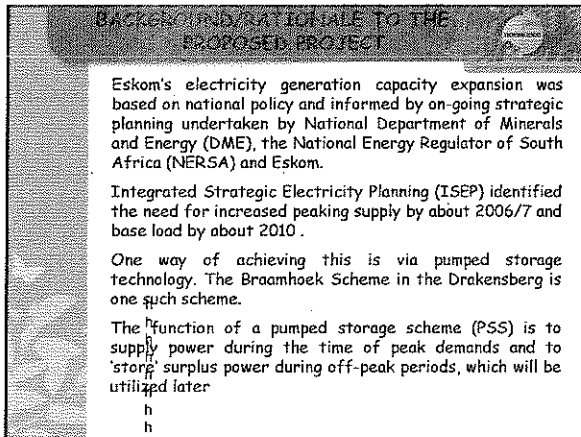 BACKGROUND/RATIONALE TO THE
PROPOSED PROJECT
Eskom's electricity generation capacity expansion was
based on national policy and informed by on-going strategic
planning undertaken by National Department of Minerals
and Energy (DME), the National Energy Regulator of South
Africa (NERSA) and Eskom.
Integrated Strategic Electricity Planning (ISEP) identified
the need for increased peaking supply by about 2006/7 and
base load by about 2010 .
One way of achieving this is via pumped storage
technology. The Braamhoek Scheme in the Drakensberg is
one such scheme.
The function of a pumped storage scheme (PSS) is to
supply power during the time of peak demands and to
'store' surplus power during off-peak periods, which will be
utilized later
h
h